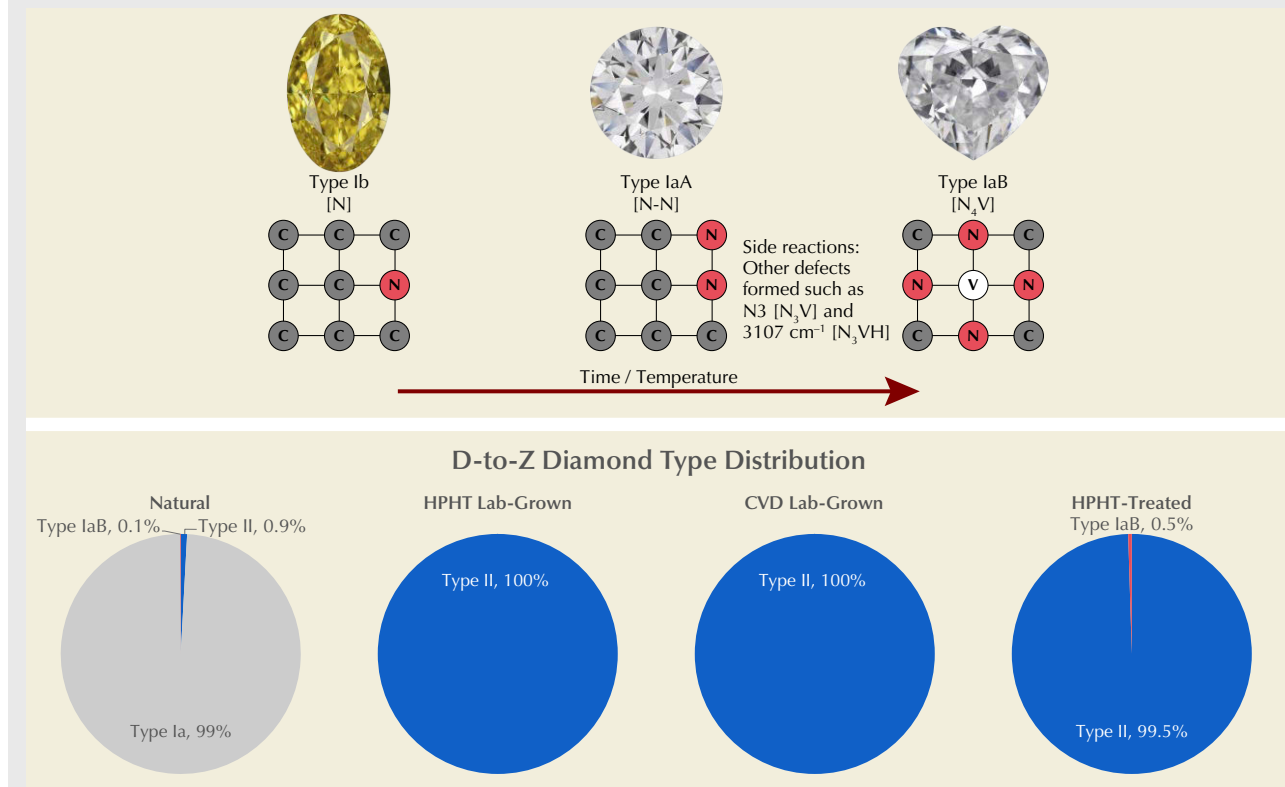 Type Ib
[N]
C C C
C C N
C C C
Type IaA
[N-N]
C C N
C C N
C C C
Side reactions:
Other defects
formed such as
N3 [N₃V] and
3107 cm⁻¹ [N₃VH]
Type IaB
[N₄V]
C N C
N V N
C N C
Time / Temperature
D-to-Z Diamond Type Distribution
Natural
Type IaB, 0.1%
Type II, 0.9%
Type Ia, 99%
HPHT Lab-Grown
Type II, 100%
CVD Lab-Grown
Type II, 100%
HPHT-Treated
Type IaB, 0.5%
Type II, 99.5%